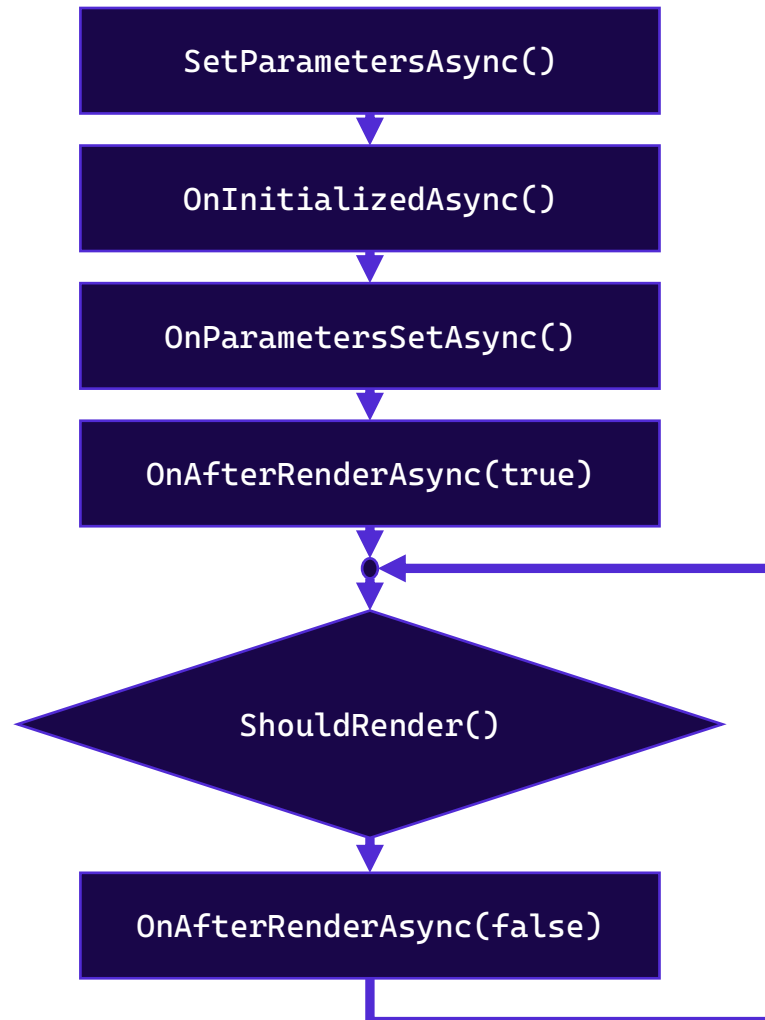 SetParametersAsync()
OnInitializedAsync()
OnParametersSetAsync()
OnAfterRenderAsync(true)
ShouldRender()
OnAfterRenderAsync(false)